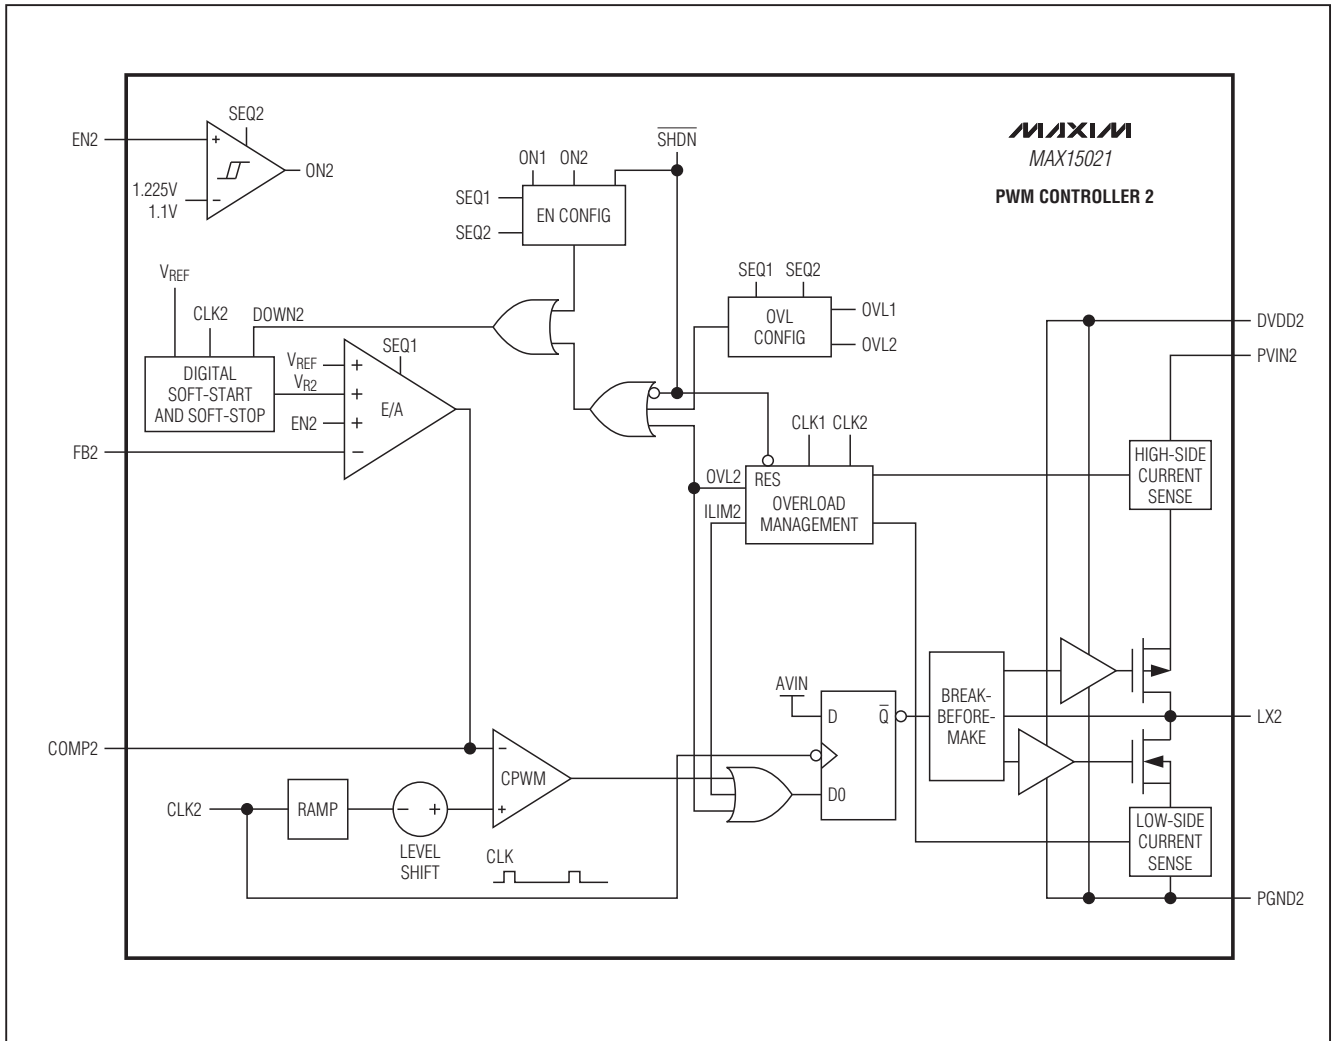 MAXIM
MAX15021
PWM CONTROLLER 2
EN2
SEQ2
+
ON2
1.225V
1.1V
−
SHDN
ON1 ON2
SEQ1
SEQ2
EN CONFIG
VREF
CLK2
DOWN2
DIGITAL
SOFT-START
AND SOFT-STOP
SEQ1
VREF
+
VR2
+
E/A
EN2
+
FB2
−
SEQ1 SEQ2
OVL
CONFIG
OVL1
OVL2
CLK1 CLK2
OVL2
RES
ILIM2
OVERLOAD
MANAGEMENT
DVDD2
PVIN2
HIGH-SIDE
CURRENT
SENSE
AVIN
D
Q
D0
BREAK-
BEFORE-
MAKE
LX2
COMP2
−
CPWM
+
CLK2
RAMP
− +
LEVEL
SHIFT
CLK
LOW-SIDE
CURRENT
SENSE
PGND2